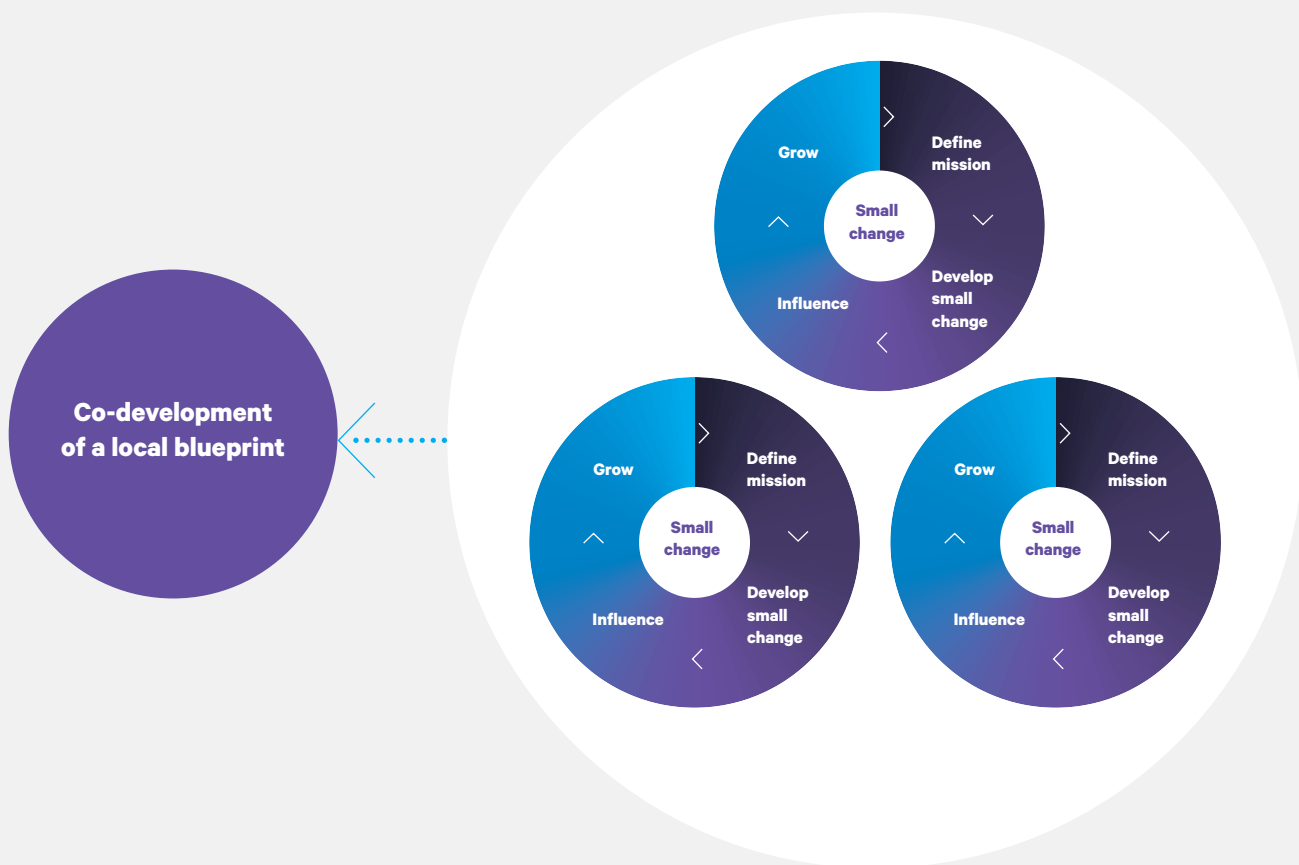 Grow
Define
mission
Small
change
Develop
small
change
Influence
Co-development
of a local blueprint
Grow
Define
mission
Small
change
Develop
small
change
Influence
Grow
Define
mission
Small
change
Develop
small
change
Influence